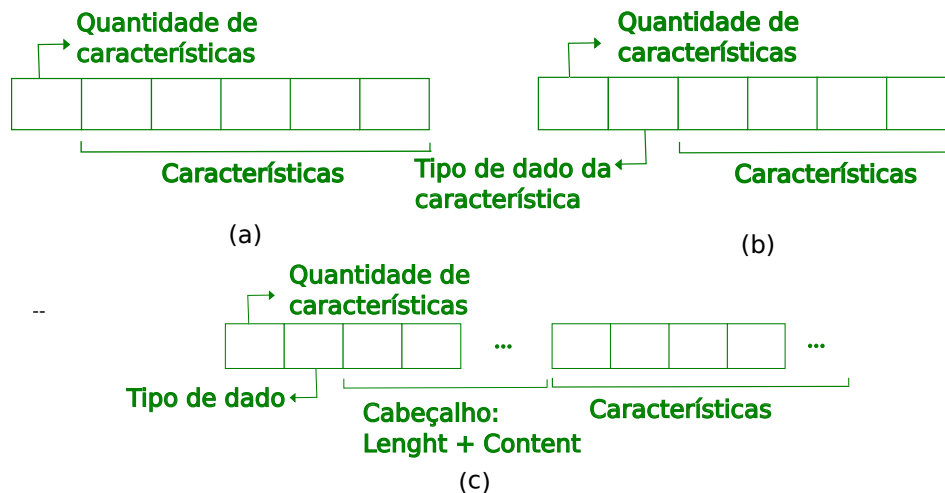 Quantidade de
características
Características
(a)
Quantidade de
características
Tipo de dado da
característica
Características
(b)
--
Quantidade de
características
...
...
Tipo de dado
Cabeçalho:
Lenght + Content
Características
(c)